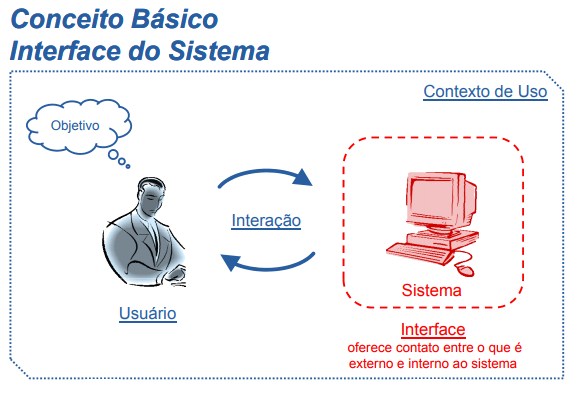 Conceito Básico
Interface do Sistema
Contexto de Uso
Objetivo
Interação
Usuário
Sistema
Interface
oferece contato entre o que é
externo e interno ao sistema